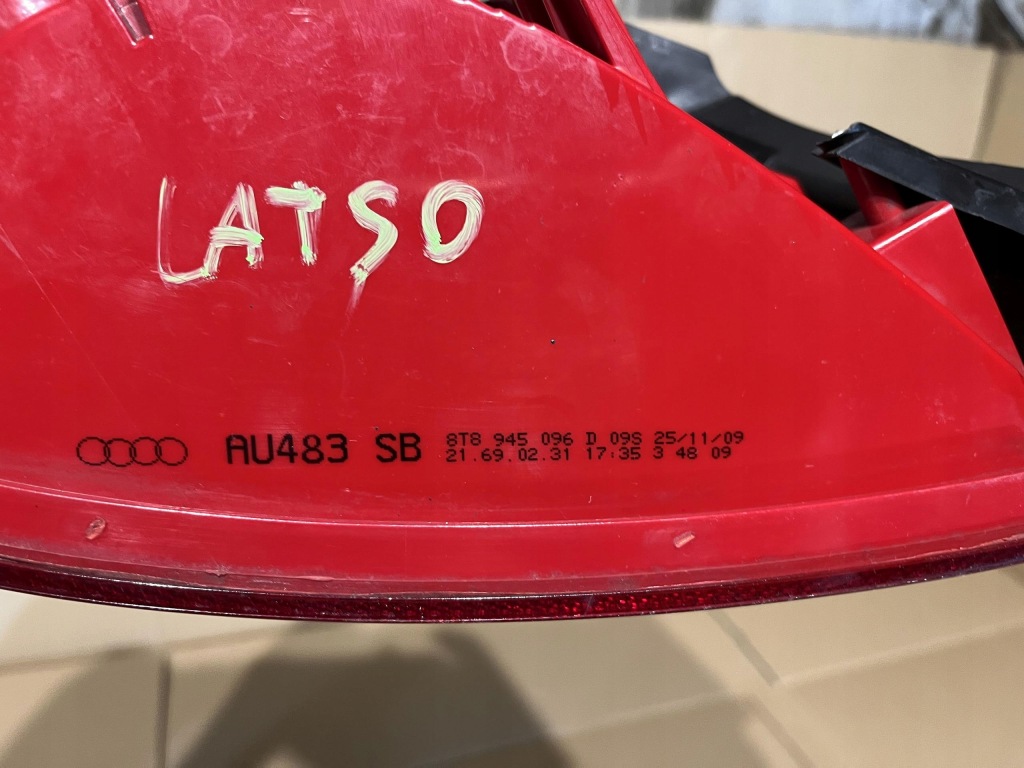 LATSO
AU483 SB
8T8 945 096 D 09S 25/11/09
21.69.02.31 17:35 3 48 09